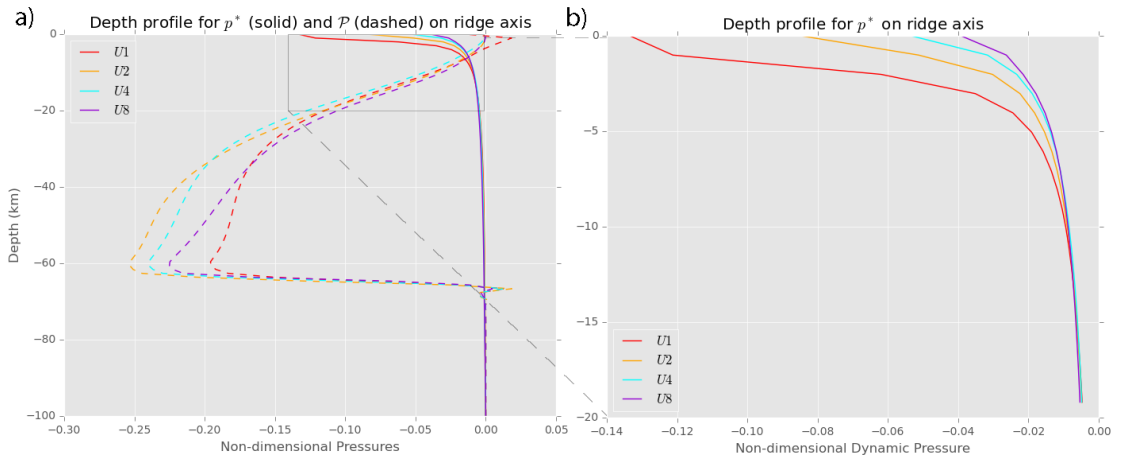 a)
Depth profile for p* (solid) and 𝒫 (dashed) on ridge axis
0
−20
−40
−60
−80
−100
Depth (km)
U1
U2
U4
U8
−0.30
−0.25
−0.20
−0.15
−0.10
−0.05
0.00
0.05
Non-dimensional Pressures
b)
Depth profile for p* on ridge axis
0
−5
−10
−15
−20
U1
U2
U4
U8
−0.14
−0.12
−0.10
−0.08
−0.06
−0.04
−0.02
0.00
Non-dimensional Dynamic Pressure